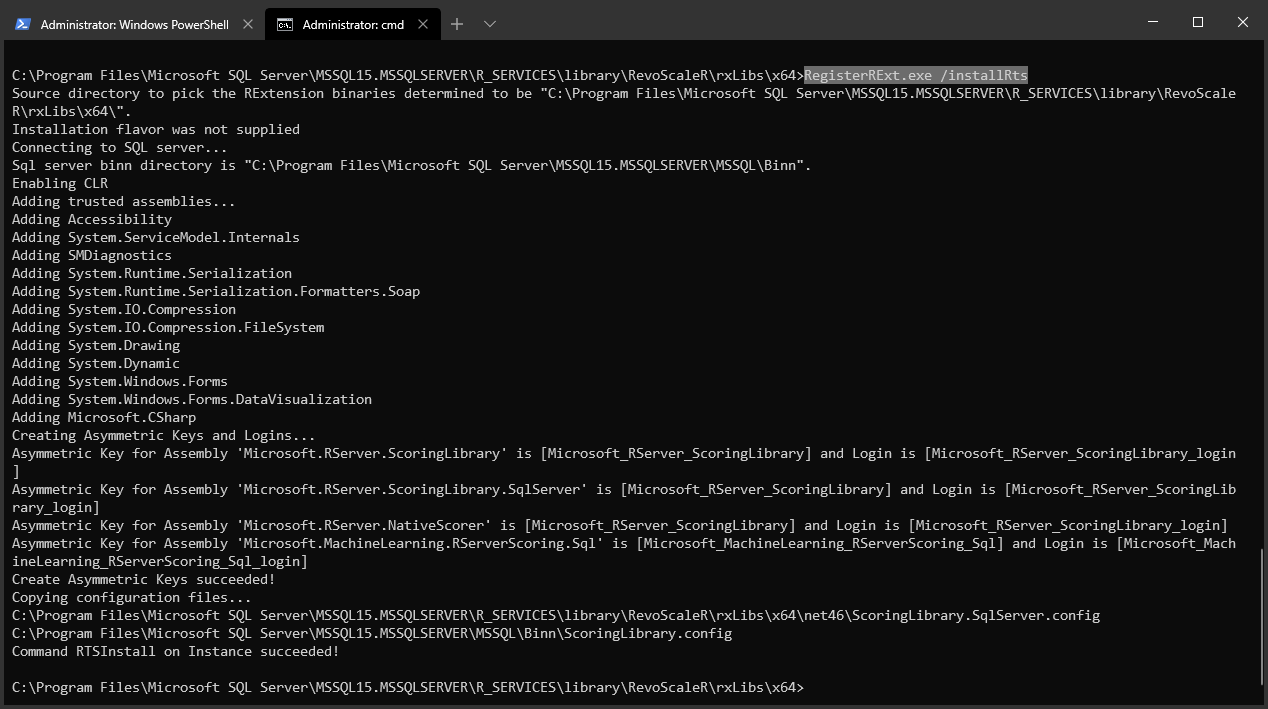 Administrator: Windows PowerShell
Administrator: cmd
C:\Program Files\Microsoft SQL Server\MSSQL15.MSSQLSERVER\R_SERVICES\library\RevoScaleR\rxLibs\x64>RegisterRExt.exe /installRts
Source directory to pick the RExtension binaries determined to be "C:\Program Files\Microsoft SQL Server\MSSQL15.MSSQLSERVER\R_SERVICES\library\RevoScale
R\rxLibs\x64\".
Installation flavor was not supplied
Connecting to SQL server...
Sql server binn directory is "C:\Program Files\Microsoft SQL Server\MSSQL15.MSSQLSERVER\MSSQL\Binn".
Enabling CLR
Adding trusted assemblies...
Adding Accessibility
Adding System.ServiceModel.Internals
Adding SMDiagnostics
Adding System.Runtime.Serialization
Adding System.Runtime.Serialization.Formatters.Soap
Adding System.IO.Compression
Adding System.IO.Compression.FileSystem
Adding System.Drawing
Adding System.Dynamic
Adding System.Windows.Forms
Adding System.Windows.Forms.DataVisualization
Adding Microsoft.CSharp
Creating Asymmetric Keys and Logins...
Asymmetric Key for Assembly 'Microsoft.RServer.ScoringLibrary' is [Microsoft_RServer_ScoringLibrary] and Login is [Microsoft_RServer_ScoringLibrary_login
]
Asymmetric Key for Assembly 'Microsoft.RServer.ScoringLibrary.SqlServer' is [Microsoft_RServer_ScoringLibrary] and Login is [Microsoft_RServer_ScoringLib
rary_login]
Asymmetric Key for Assembly 'Microsoft.RServer.NativeScorer' is [Microsoft_RServer_ScoringLibrary] and Login is [Microsoft_RServer_ScoringLibrary_login]
Asymmetric Key for Assembly 'Microsoft.MachineLearning.RServerScoring.Sql' is [Microsoft_MachineLearning_RServerScoring_Sql] and Login is [Microsoft_Mach
ineLearning_RServerScoring_Sql_login]
Create Asymmetric Keys succeeded!
Copying configuration files...
C:\Program Files\Microsoft SQL Server\MSSQL15.MSSQLSERVER\R_SERVICES\library\RevoScaleR\rxLibs\x64\net46\ScoringLibrary.SqlServer.config
C:\Program Files\Microsoft SQL Server\MSSQL15.MSSQLSERVER\MSSQL\Binn\ScoringLibrary.config
Command RTSInstall on Instance succeeded!
C:\Program Files\Microsoft SQL Server\MSSQL15.MSSQLSERVER\R_SERVICES\library\RevoScaleR\rxLibs\x64>